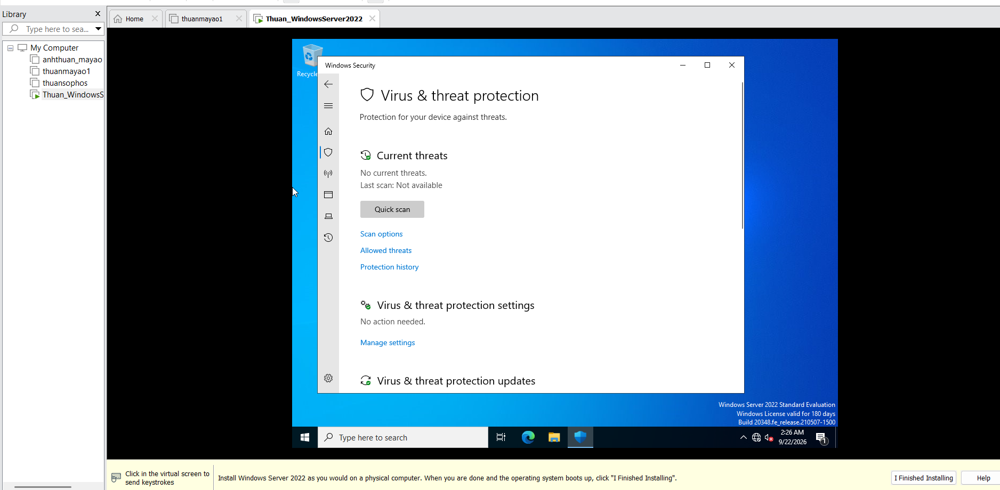 Library
Type here to sea...
My Computer
anhthuan_mayao
thuanmayao1
thuansophos
Thuan_WindowsS
Home
thuanmayao1
Thuan_WindowsServer2022
Recycle
Windows Security
Virus & threat protection
Protection for your device against threats.
Current threats
No current threats.
Last scan: Not available
Quick scan
Scan options
Allowed threats
Protection history
Virus & threat protection settings
No action needed.
Manage settings
Virus & threat protection updates
Windows Server 2022 Standard Evaluation
Windows License valid for 180 days
Build 20348.fe_release.210507-1500
Type here to search
2:26 AM
9/22/2026
1
Click in the virtual screen to
send keystrokes
Install Windows Server 2022 as you would on a physical computer. When you are done and the operating system boots up, click "I Finished Installing".
I Finished Installing
Help